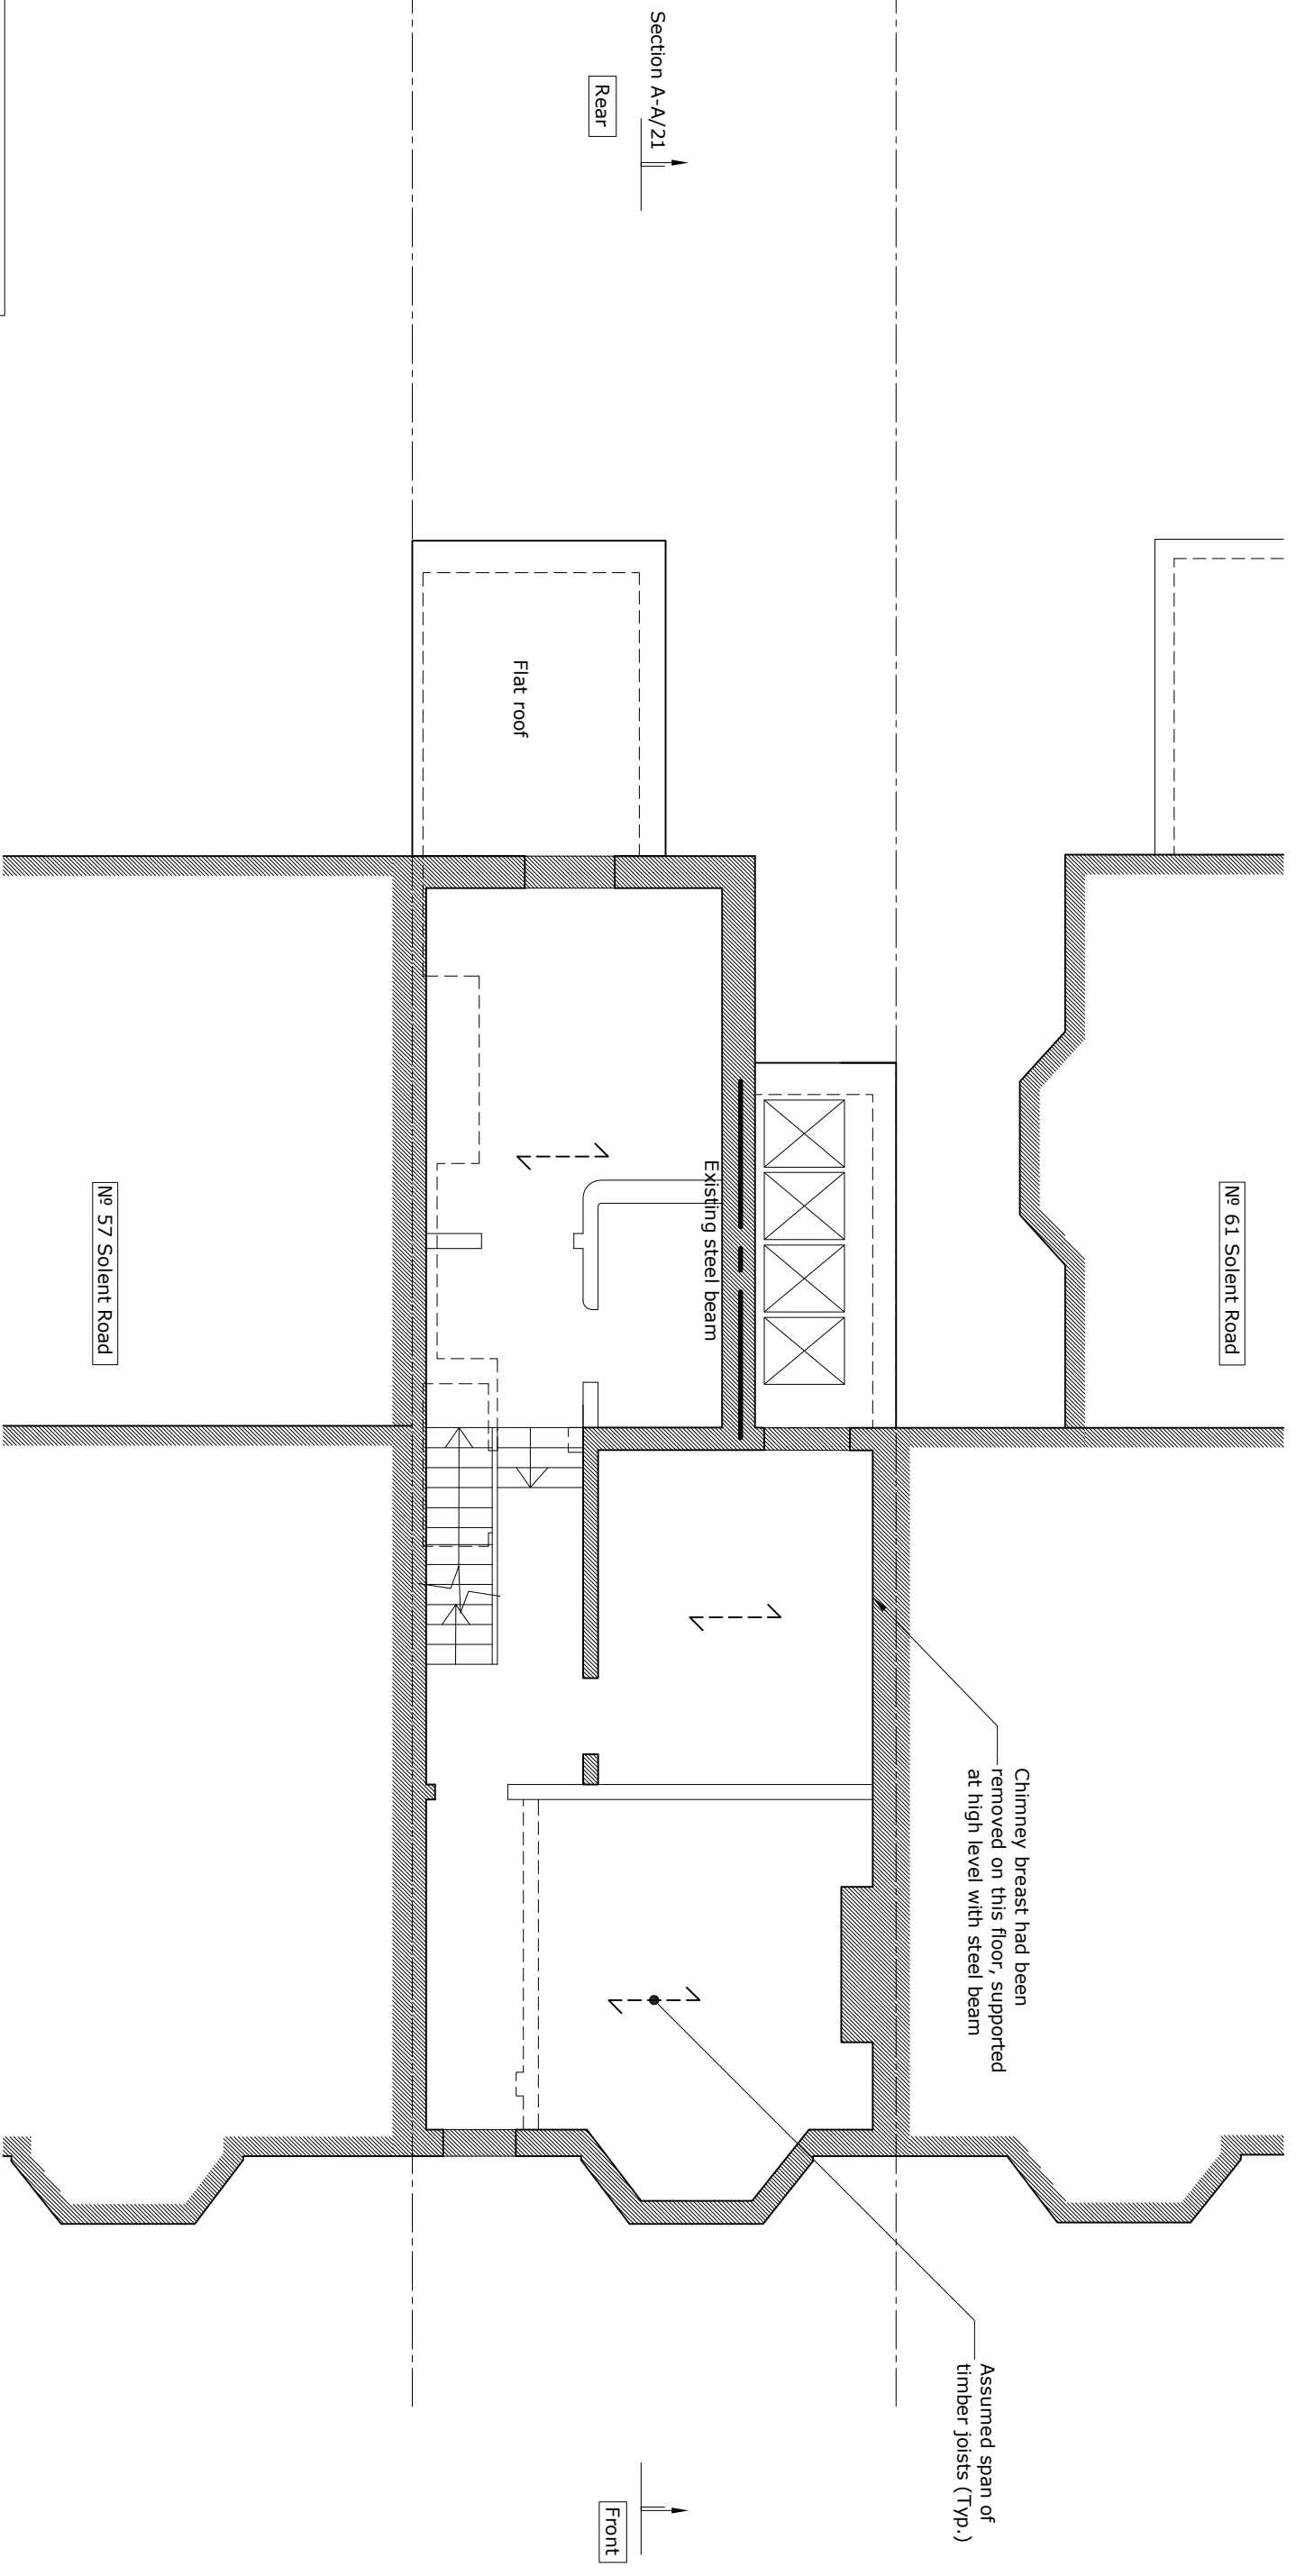 Section A-A/21
Rear
Flat roof
Nº 61 Solent Road
Existing steel beam
Nº 57 Solent Road
Chimney breast had been
removed on this floor, supported
at high level with steel beam
Assumed span of
timber joists (Typ.)
Front